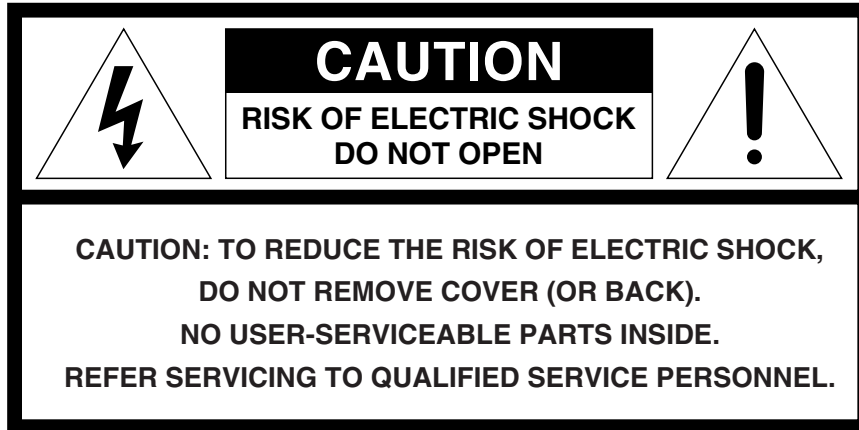 CAUTION
RISK OF ELECTRIC SHOCK
DO NOT OPEN
CAUTION: TO REDUCE THE RISK OF ELECTRIC SHOCK,
DO NOT REMOVE COVER (OR BACK).
NO USER-SERVICEABLE PARTS INSIDE.
REFER SERVICING TO QUALIFIED SERVICE PERSONNEL.